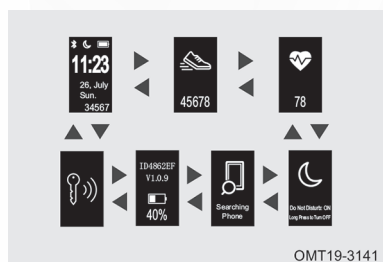 11:23
26, July
Sun.
34567
45678
78
ID4862EF
V1.0.9
40%
Searching
Phone
Do Not Disturb: ON
Long Press to Turn OFF
OMT19-3141